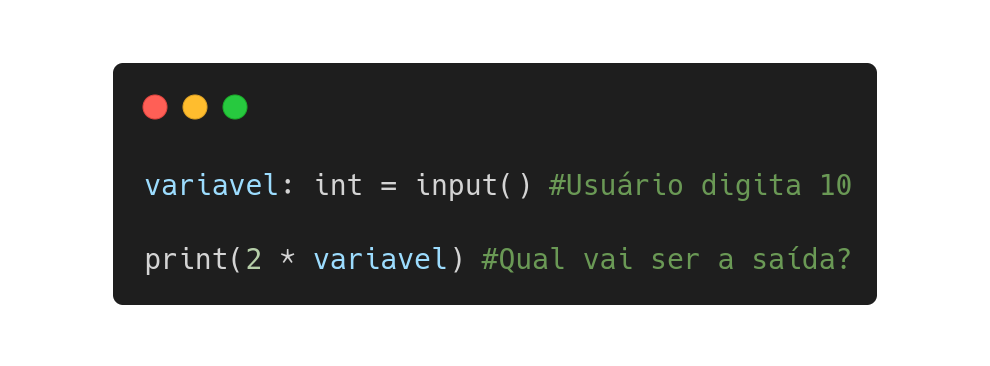 variavel: int = input() #Usuário digita 10
print(2 * variavel) #Qual vai ser a saída?